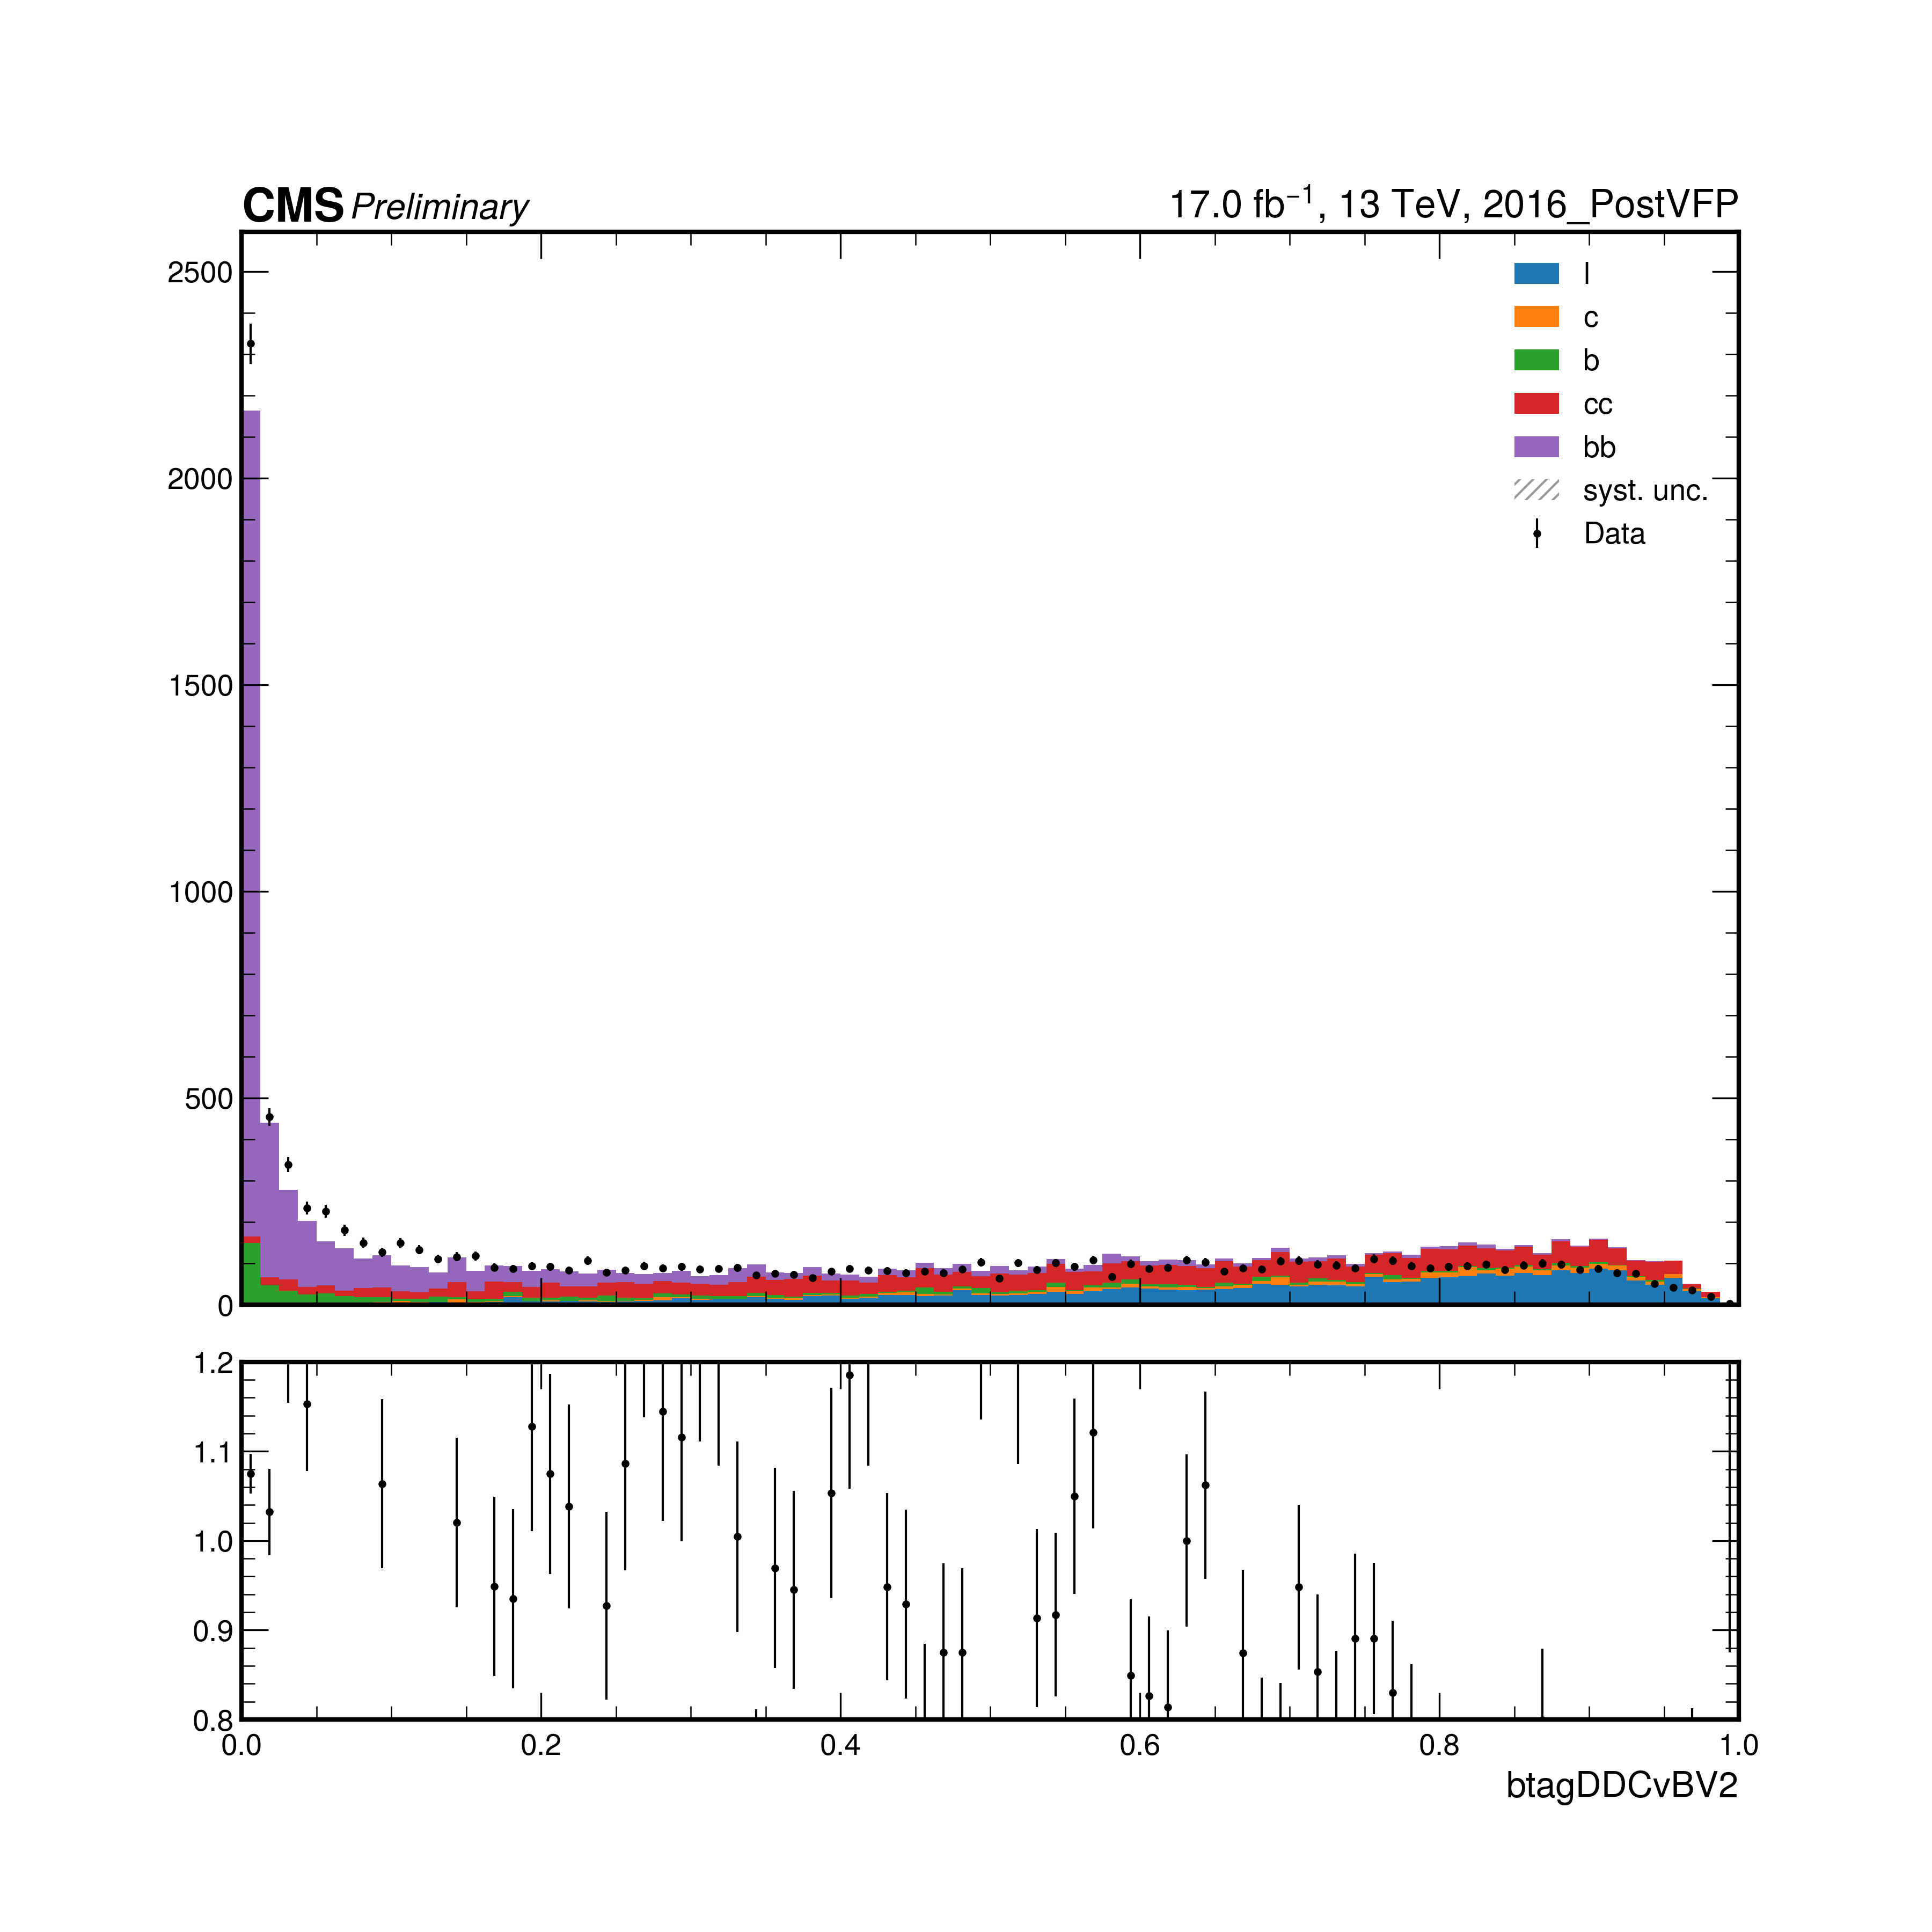 CMS Preliminary 17.0 fb⁻¹, 13 TeV, 2016_PostVFP
2500
2000
1500
1000
500
0
l
c
b
cc
bb
syst. unc.
Data
1.2
1.1
1.0
0.9
0.8
0.0 0.2 0.4 0.6 0.8 1.0
btagDDCvBV2